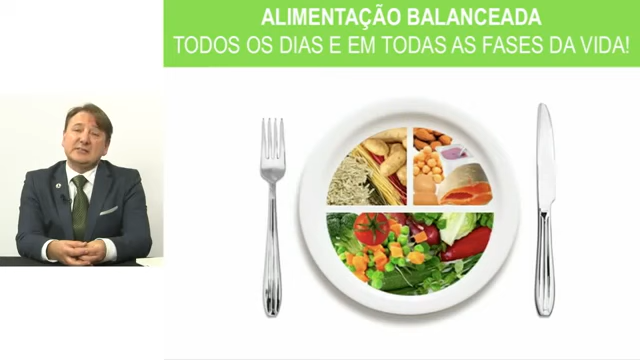 ALIMENTAÇÃO BALANCEADA
TODOS OS DIAS E EM TODAS AS FASES DA VIDA!